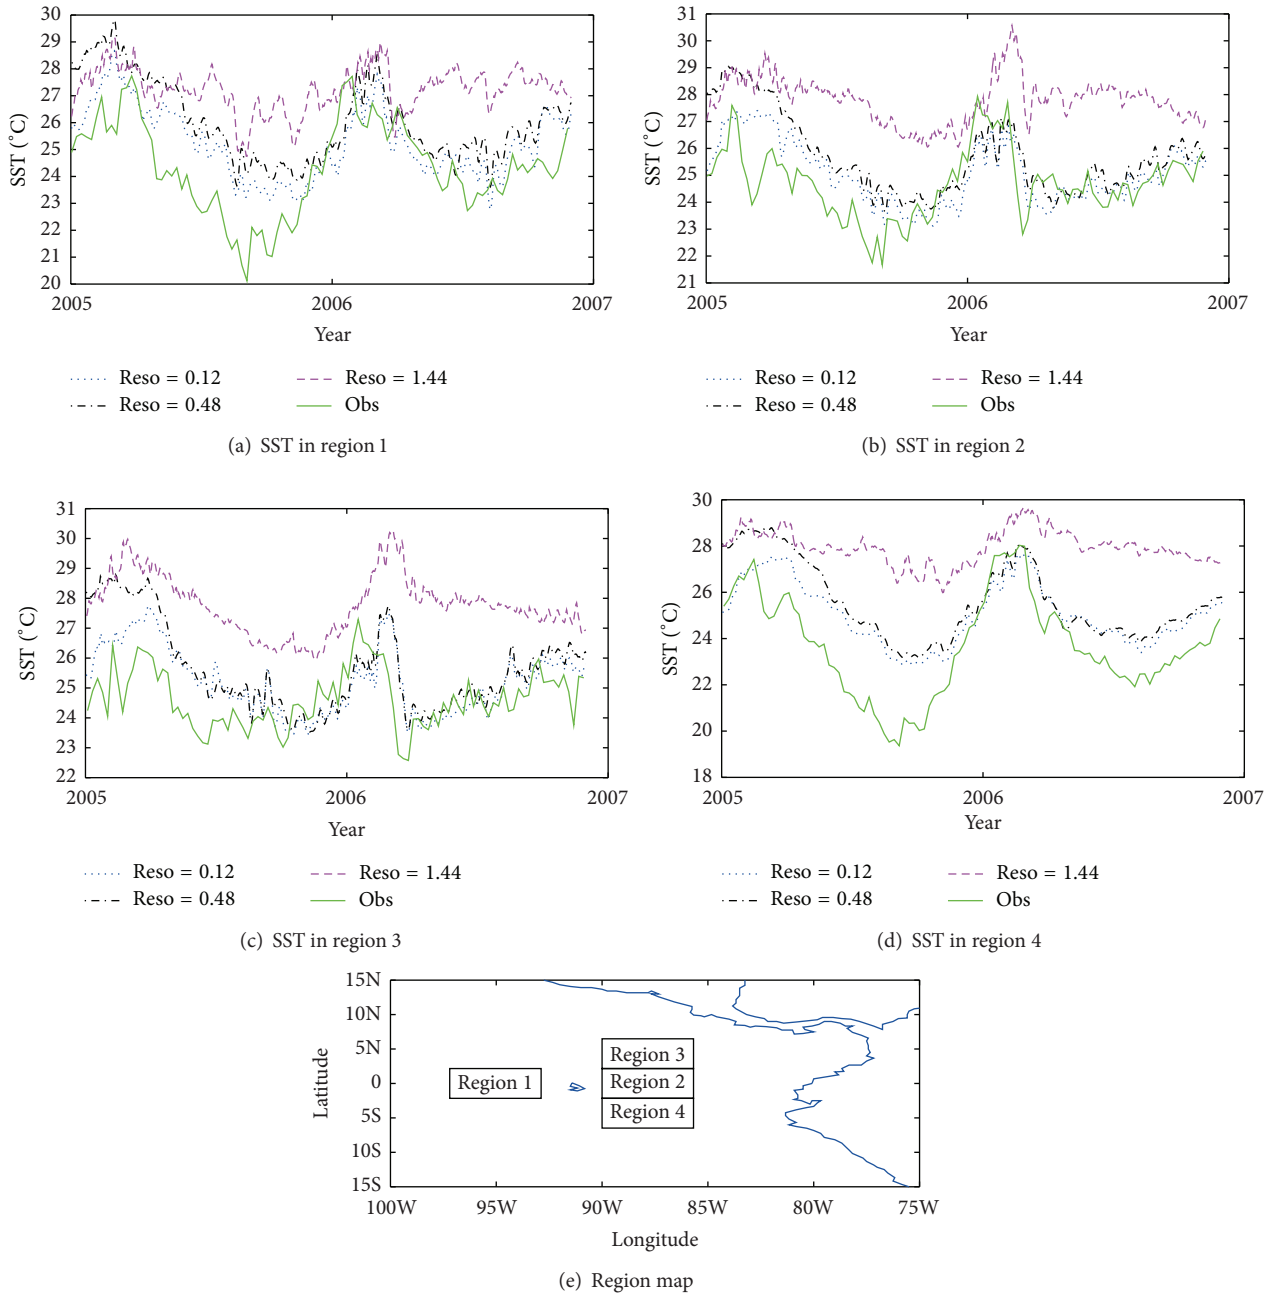 30
29
28
27
26
25
24
23
22
21
20
SST (°C)
2005
2006
2007
Year
Reso = 0.12
Reso = 1.44
Reso = 0.48
Obs
(a) SST in region 1
31
30
29
28
27
26
25
24
23
22
21
SST (°C)
2005
2006
2007
Year
Reso = 0.12
Reso = 1.44
Reso = 0.48
Obs
(b) SST in region 2
31
30
29
28
27
26
25
24
23
22
SST (°C)
2005
2006
2007
Year
Reso = 0.12
Reso = 1.44
Reso = 0.48
Obs
(c) SST in region 3
30
28
26
24
22
20
18
SST (°C)
2005
2006
2007
Year
Reso = 0.12
Reso = 1.44
Reso = 0.48
Obs
(d) SST in region 4
15N
10N
5N
0
5S
10S
15S
Latitude
Region 3
Region 1
Region 2
Region 4
100W
95W
90W
85W
80W
75W
Longitude
(e) Region map